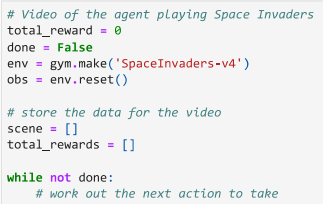 # Video of the agent playing Space Invaders
total_reward = 0
done = False
env = gym.make('SpaceInvaders-v4')
obs = env.reset()

# store the data for the video
scene = []
total_rewards = []

while not done:
    # work out the next action to take